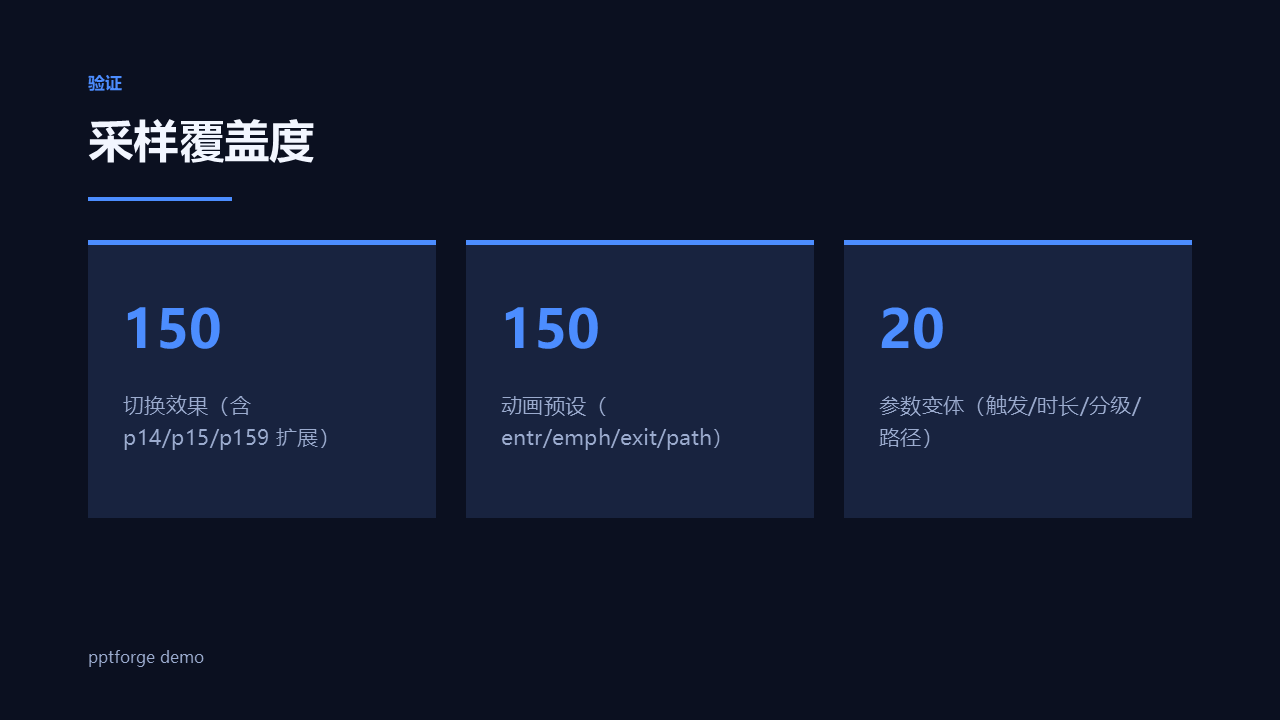 验证
采样覆盖度
150
切换效果（含
p14/p15/p159 扩展）
150
动画预设（
entr/emph/exit/path）
20
参数变体（触发/时长/分级/
路径）
pptforge demo